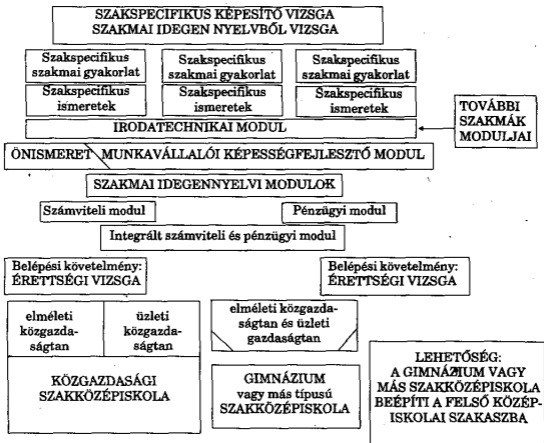 SZAKSPECIFIKUS KÉPESÍTŐ VIZSGA
SZAKMAI IDEGEN NYELVBŐL VIZSGA
Szakspecifikus
szakmai gyakorlat
Szakspecifikus
szakmai gyakorlat
Szakspecifikus
szakmai gyakorlat
Szakspecifikus
ismeretek
Szakspecifikus
ismeretek
Szakspecifikus
ismeretek
TOVÁBBI
SZAKMÁK
MODULJAI
IRODATECHNIKAI MODUL
ÖNISMERET MUNKAVÁLLALÓI KÉPESSÉGFEJLESZTŐ MODUL
SZAKMAI IDEGENNYELVI MODULOK
Számviteli modul
Pénzügyi modul
Integrált számviteli és pénzügyi modul
Belépési követelmény:
ÉRETTSÉGI VIZSGA
Belépési követelmény:
ÉRETTSÉGI VIZSGA
elméleti
közgazda-
ságtan
üzleti
közgazda-
ságtan
elméleti közgazda-
ságtan és üzleti
gazdaságtan
KÖZGAZDASÁGI
SZAKKÖZÉPISKOLA
GIMNÁZIUM
vagy más típusú
SZAKKÖZÉPISKOLA
LEHETŐSÉG:
A GIMNÁZIUM VAGY
MÁS SZAKKÖZÉPISKOLA
BEÉPÍTI A FELSŐ KÖZÉP-
ISKOLAI SZAKASZBA